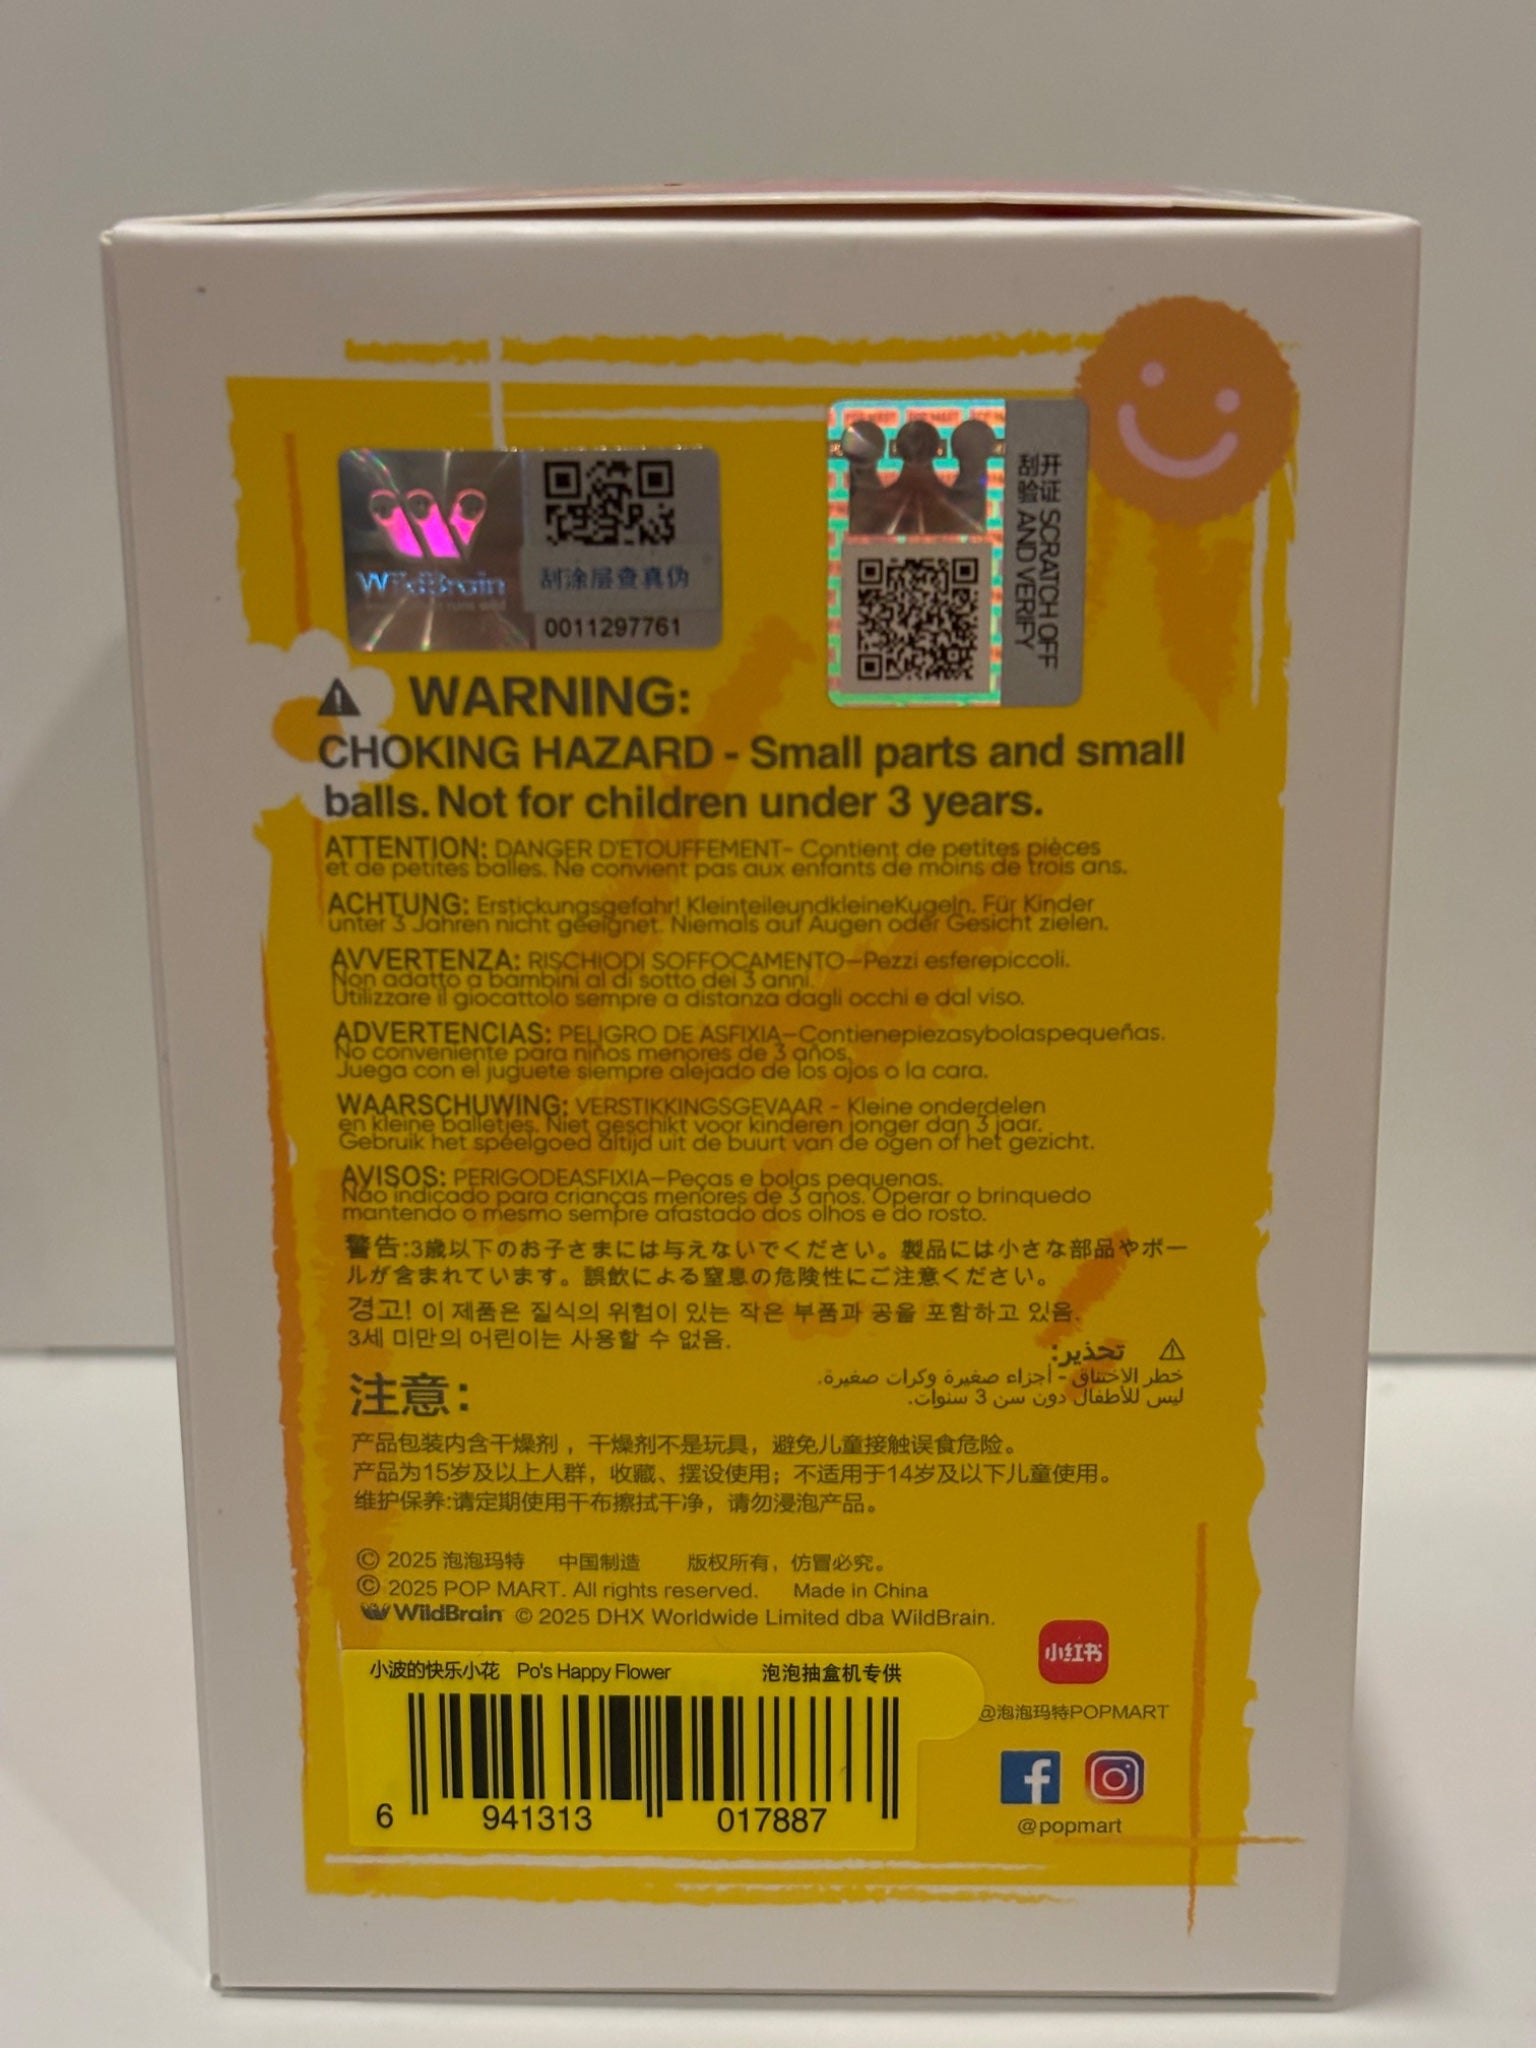 WildBrain
刮涂层查真伪
0011297761
POP MART
刮开
验证 SCRATCH OFF
AND VERIFY
WARNING:
CHOKING HAZARD - Small parts and small
balls. Not for children under 3 years.
ATTENTION: DANGER D'ETOUFFEMENT- Contient de petites pièces
et de petites balles. Ne convient pas aux enfants de moins de trois ans.
ACHTUNG: Erstickungsgefahr! KleinteileundkleineKugeln. Für Kinder
unter 3 Jahren nicht geeignet. Niemals auf Augen oder Gesicht zielen.
AVVERTENZA: RISCHIODI SOFFOCAMENTO—Pezzi esferepiccoli.
Non adatto a bambini al di sotto dei 3 anni.
Utilizzare il giocattolo sempre a distanza dagli occhi e dal viso.
ADVERTENCIAS: PELIGRO DE ASFIXIA—Contienepiezasybolaspequeñas.
No conveniente para niños menores de 3 años.
Juega con el juguete siempre alejado de los ojos o la cara.
WAARSCHUWING: VERSTIKKINGSGEVAAR - Kleine onderdelen
en kleine balletjes. Niet geschikt voor kinderen jonger dan 3 jaar.
Gebruik het speelgoed altijd uit de buurt van de ogen of het gezicht.
AVISOS: PERIGODEASFIXIA—Peças e bolas pequenas.
Não indicado para crianças menores de 3 anos. Operar o brinquedo
mantendo o mesmo sempre afastado dos olhos e do rosto.
警告:3歳以下のお子さまには与えないでください。製品には小さな部品やボー
ルが含まれています。誤飲による窒息の危険性にご注意ください。
경고! 이 제품은 질식의 위험이 있는 작은 부품과 공을 포함하고 있음.
3세 미만의 어린이는 사용할 수 없음.
تحذير:
خطر الاختناق - أجزاء صغيرة وكرات صغيرة.
ليس للأطفال دون سن 3 سنوات.
注意：
产品包装内含干燥剂，干燥剂不是玩具，避免儿童接触误食危险。
产品为15岁及以上人群，收藏、摆设使用；不适用于14岁及以下儿童使用。
维护保养:请定期使用干布擦拭干净，请勿浸泡产品。
© 2025 泡泡玛特 中国制造 版权所有，仿冒必究。
© 2025 POP MART. All rights reserved. Made in China
WildBrain © 2025 DHX Worldwide Limited dba WildBrain.
小波的快乐小花 Po's Happy Flower 泡泡抽盒机专供
6 941313 017887
小红书
@泡泡玛特POPMART
@popmart